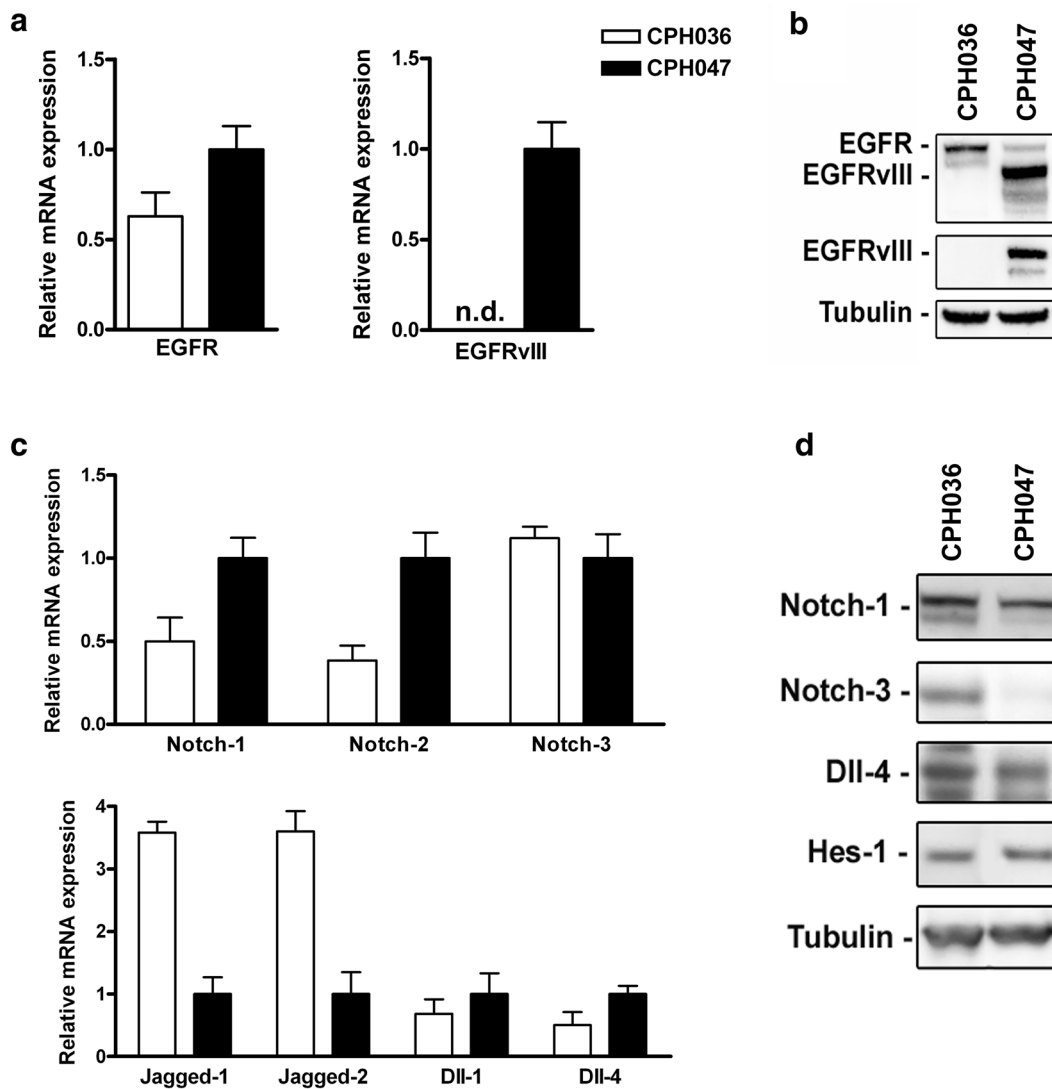 a
Relative mRNA expression
1.5
1.0
0.5
0.0
EGFR
Relative mRNA expression
1.5
1.0
0.5
0.0
n.d.
EGFRvIII
CPH036
CPH047
b
CPH036
CPH047
EGFR -
EGFRvIII -
EGFRvIII -
Tubulin -
c
Relative mRNA expression
1.5
1.0
0.5
0.0
Notch-1
Notch-2
Notch-3
Relative mRNA expression
4
3
2
1
0
Jagged-1
Jagged-2
Dll-1
Dll-4
d
CPH036
CPH047
Notch-1 -
Notch-3 -
Dll-4 -
Hes-1 -
Tubulin -